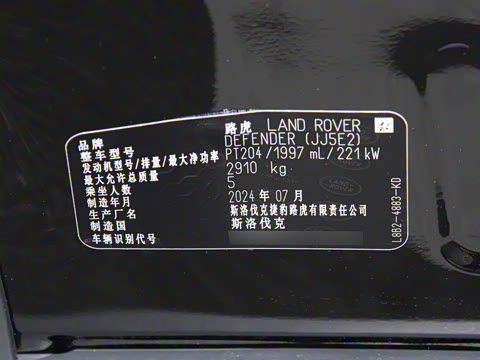 品牌 路虎 LAND ROVER
整车型号 DEFENDER (JJ5E2)
发动机型号/排量/最大净功率 PT204/1997 mL/221 kW
最大允许总质量 2910 kg
乘坐人数 5
制造年月 2024 年 07 月
生产厂名 斯洛伐克捷豹路虎有限责任公司
制造国 斯洛伐克
车辆识别代号
L8B2-4883-KD